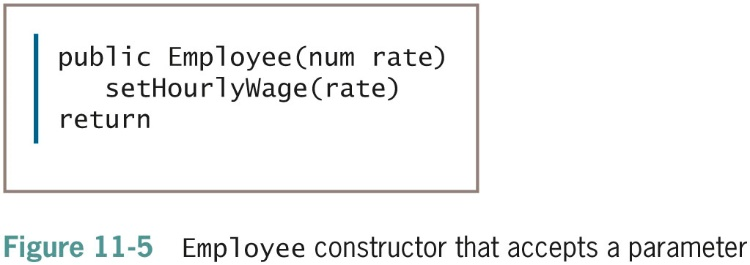 public Employee(num rate)
setHourlyWage(rate)
return
Figure 11-5 Employee constructor that accepts a parameter